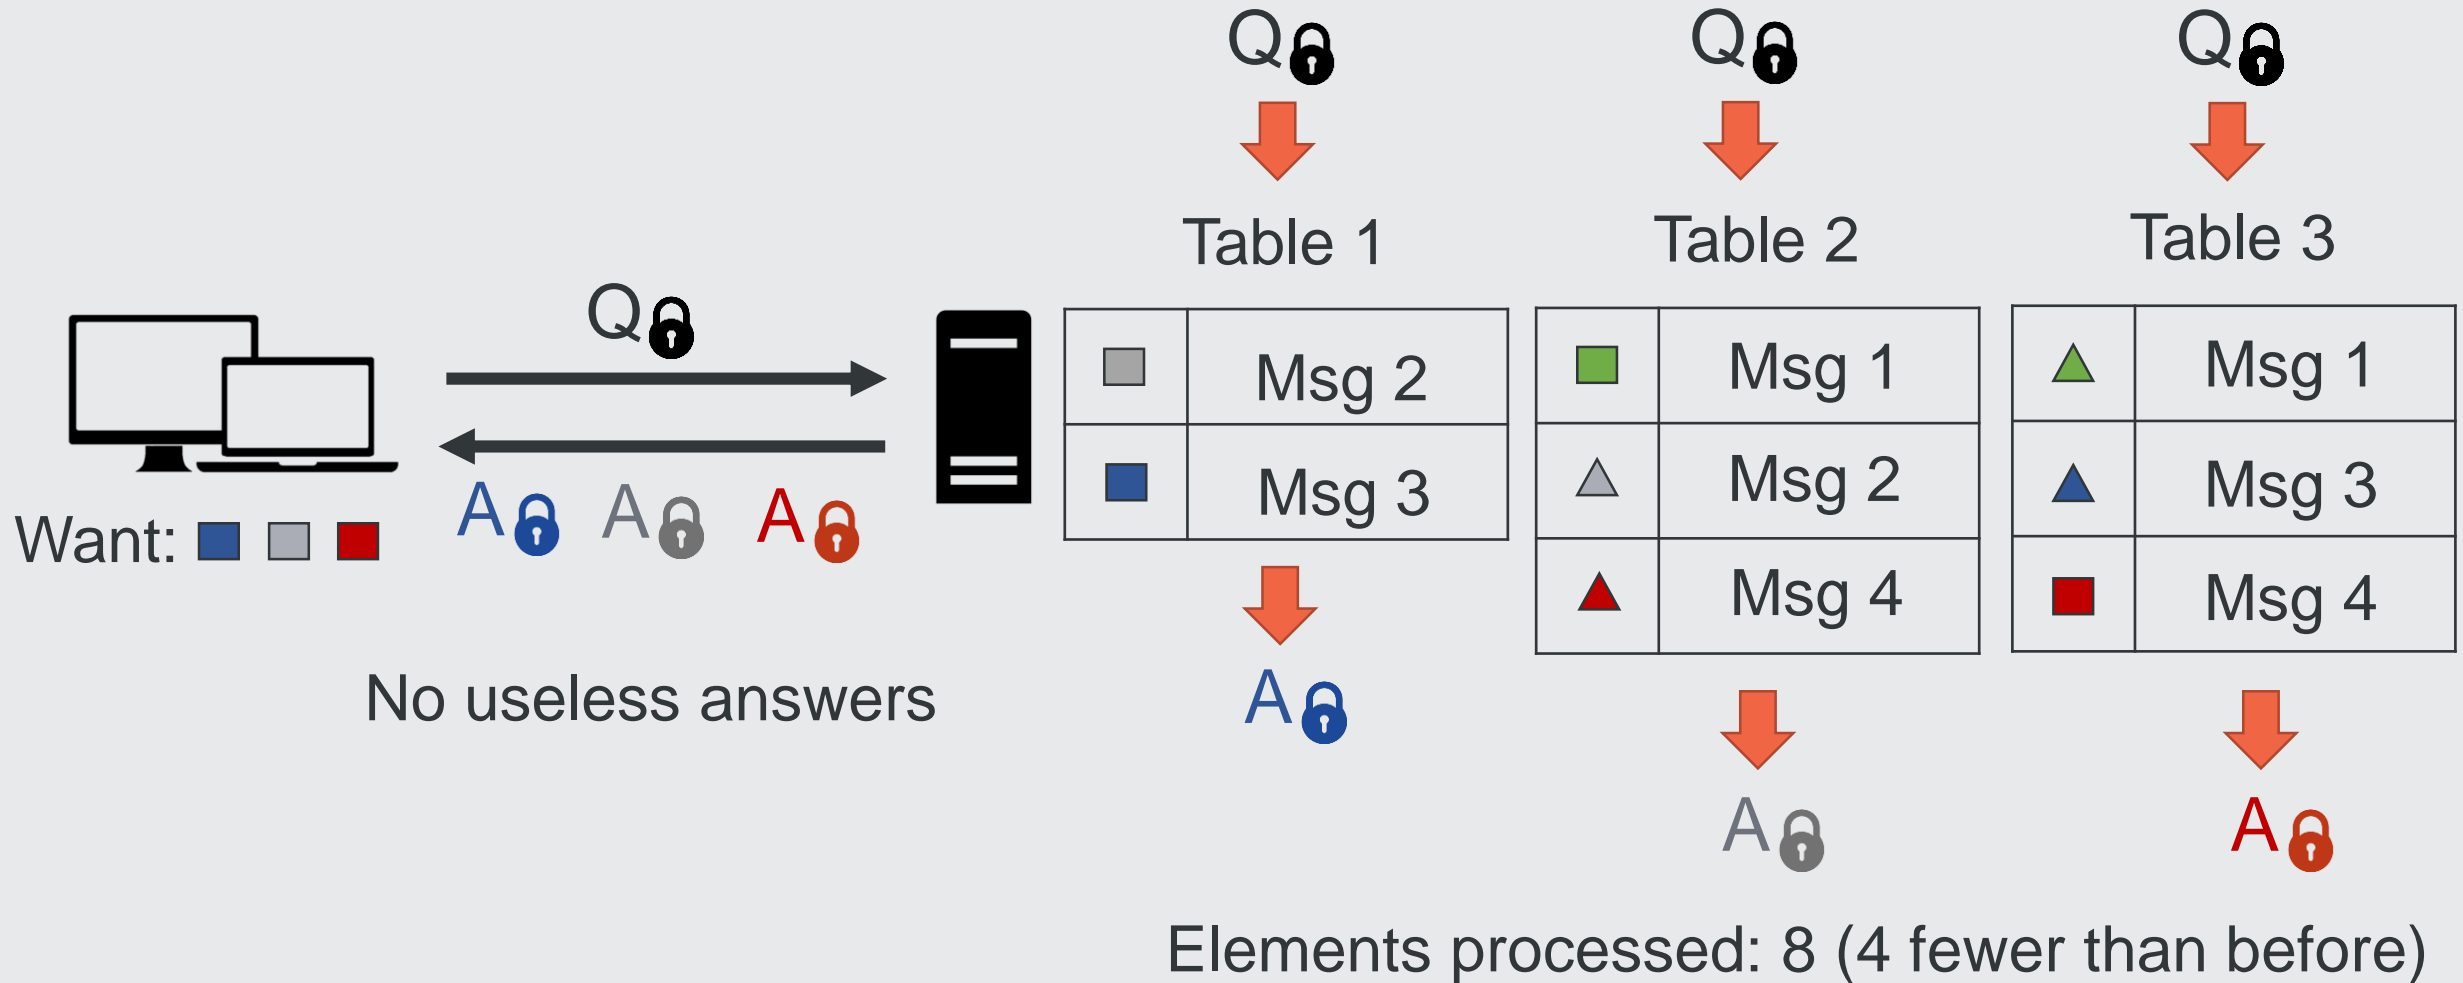 Q
Q
Q
Table 1
Table 2
Table 3
Q
Msg 2
Msg 3
Msg 1
Msg 2
Msg 4
Msg 1
Msg 3
Msg 4
A A A
Want:
No useless answers
A
A
A
Elements processed: 8 (4 fewer than before)